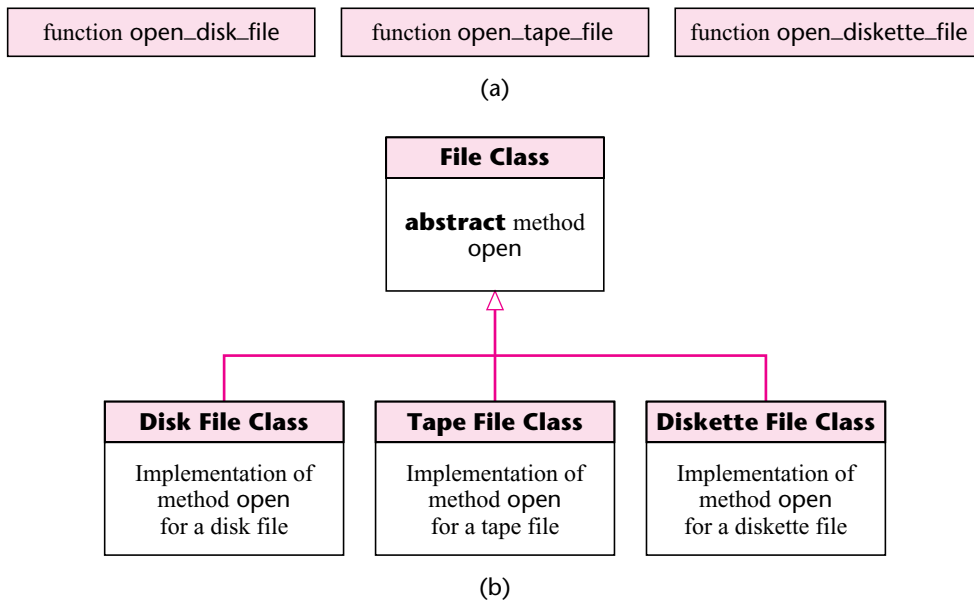 function open_disk_file
function open_tape_file
function open_diskette_file
(a)
File Class
abstract method
open
Disk File Class
Implementation of
method open
for a disk file
Tape File Class
Implementation of
method open
for a tape file
Diskette File Class
Implementation of
method open
for a diskette file
(b)